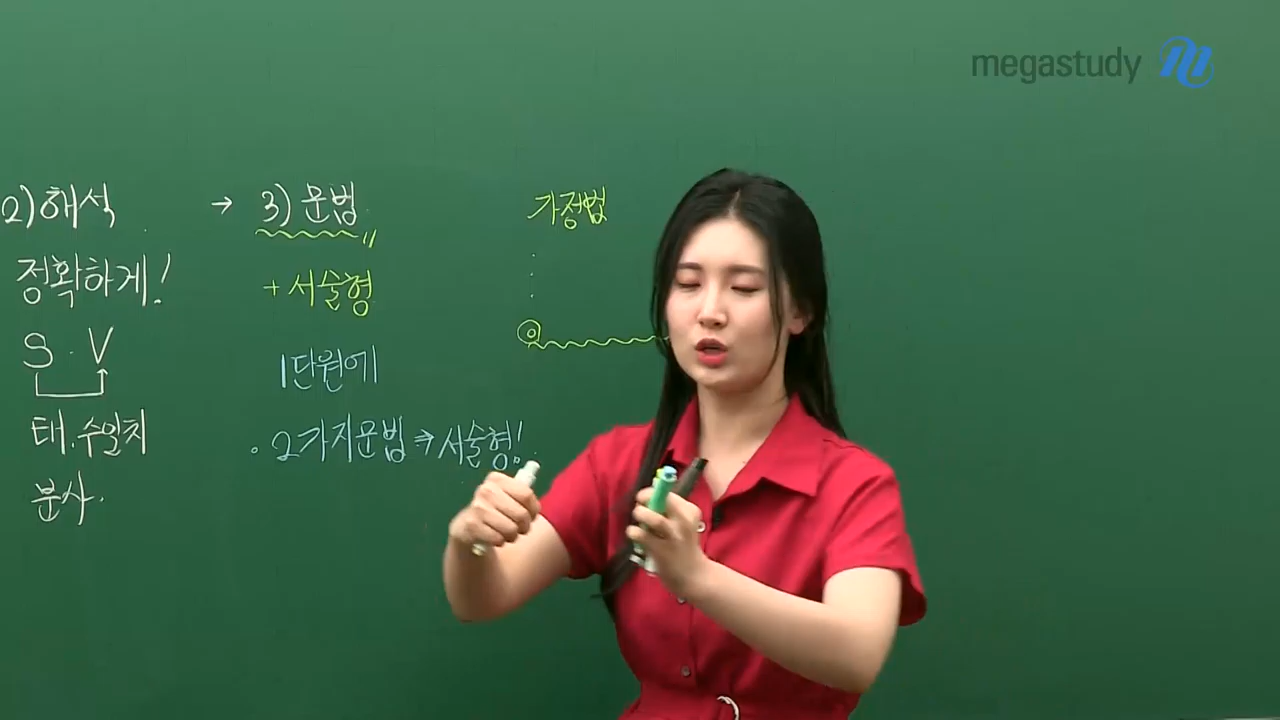 megastudy
2) 해석
정확하게!
S · V
태·수일치
분사.
→ 3) 문법
+ 서술형
1단원에
· 2가지문법 ⇒ 서술형!
가정법